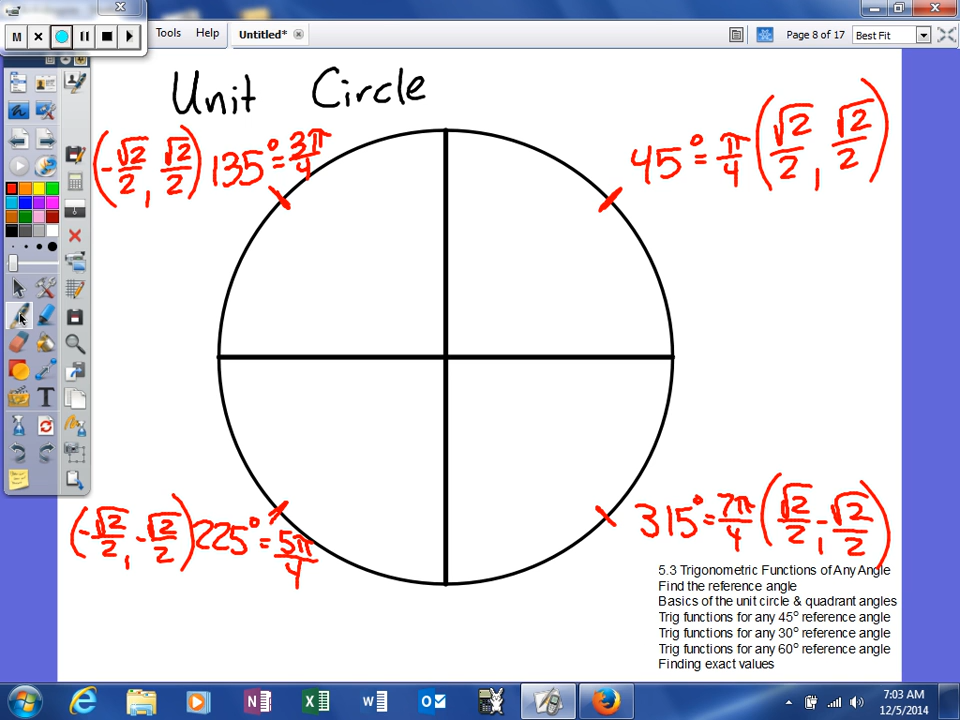 M
Tools Help Untitled* Page 8 of 17 Best Fit
Unit Circle
(-√2/2, √2/2) 135° = 3π/4
45° = π/4 (√2/2, √2/2)
(-√2/2, -√2/2) 225° = 5π/4
315° = 7π/4 (√2/2, -√2/2)
5.3 Trigonometric Functions of Any Angle
Find the reference angle
Basics of the unit circle & quadrant angles
Trig functions for any 45° reference angle
Trig functions for any 30° reference angle
Trig functions for any 60° reference angle
Finding exact values
7:03 AM
12/5/2014